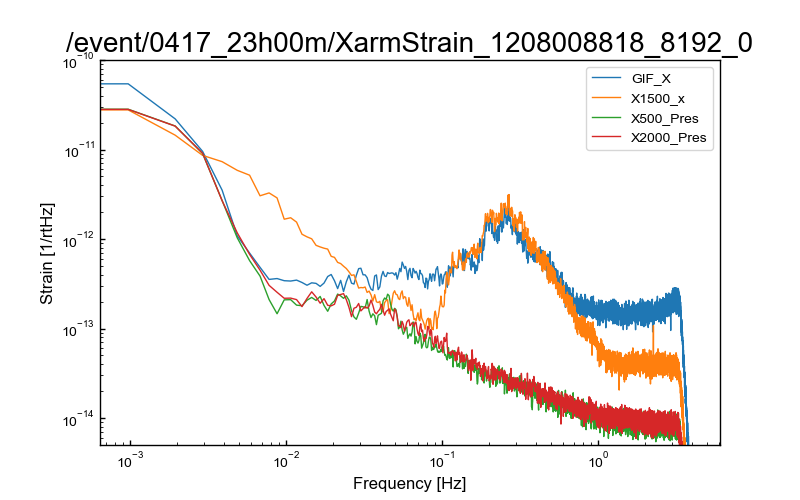 /event/0417_23h00m/XarmStrain_1208008818_8192_0
GIF_X
X1500_x
X500_Pres
X2000_Pres
10⁻¹⁰
10⁻¹¹
10⁻¹²
10⁻¹³
10⁻¹⁴
Strain [1/rtHz]
10⁻³ 10⁻² 10⁻¹ 10⁰
Frequency [Hz]